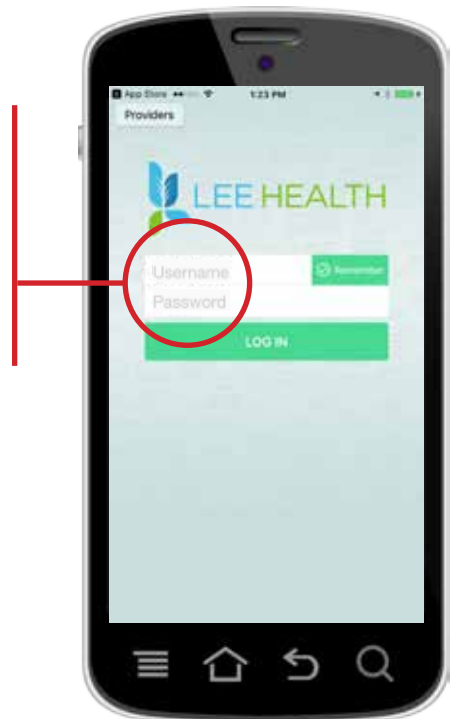 App Store 1:23 PM
Providers
LEE HEALTH
Username
Remember
Password
LOG IN